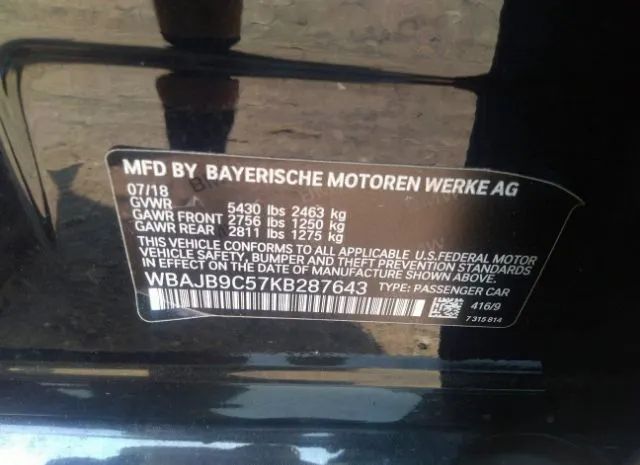 MFD BY BAYERISCHE MOTOREN WERKE AG
07/18
GVWR 5430 lbs 2463 kg
GAWR FRONT 2756 lbs 1250 kg
GAWR REAR 2811 lbs 1275 kg
THIS VEHICLE CONFORMS TO ALL APPLICABLE U.S.FEDERAL MOTOR
VEHICLE SAFETY, BUMPER AND THEFT PREVENTION STANDARDS
IN EFFECT ON THE DATE OF MANUFACTURE SHOWN ABOVE.
WBAJB9C57KB287643 TYPE: PASSENGER CAR
416/9
7 315 814